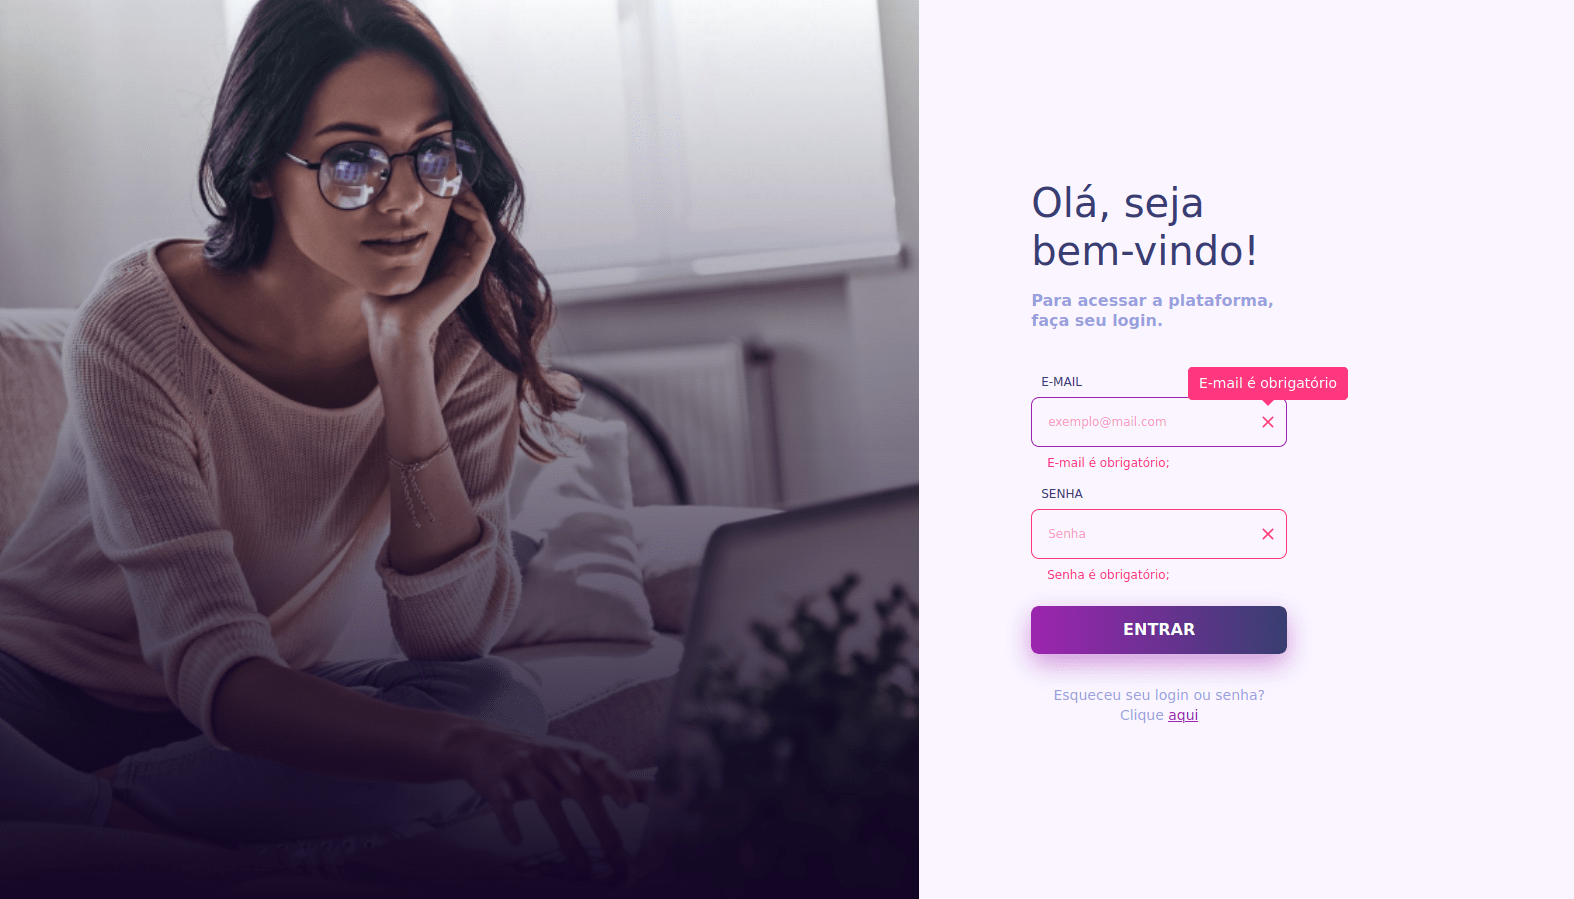 Olá, seja
bem-vindo!
Para acessar a plataforma,
faça seu login.
E-MAIL
E-mail é obrigatório
exemplo@mail.com
E-mail é obrigatório;
SENHA
Senha
Senha é obrigatório;
ENTRAR
Esqueceu seu login ou senha?
Clique aqui